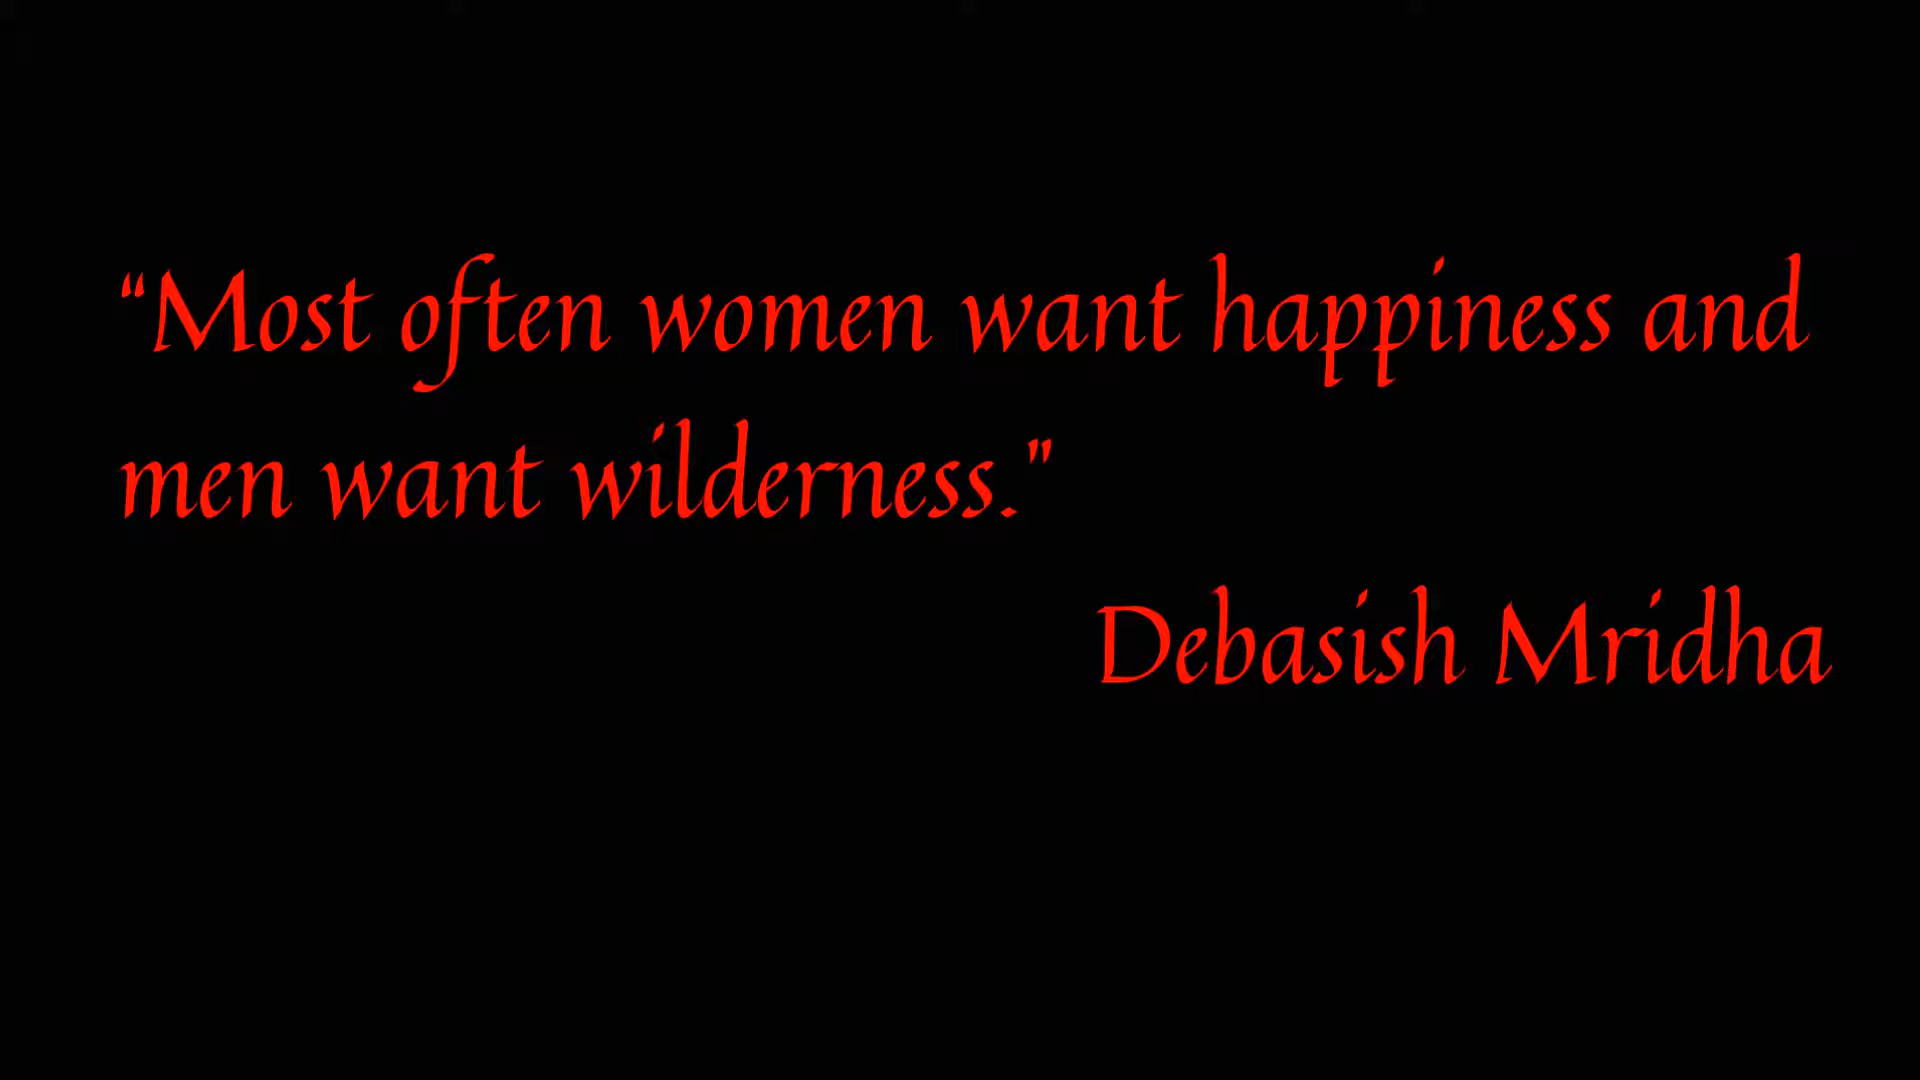 “Most often women want happiness and
men want wilderness.”
Debasish Mridha